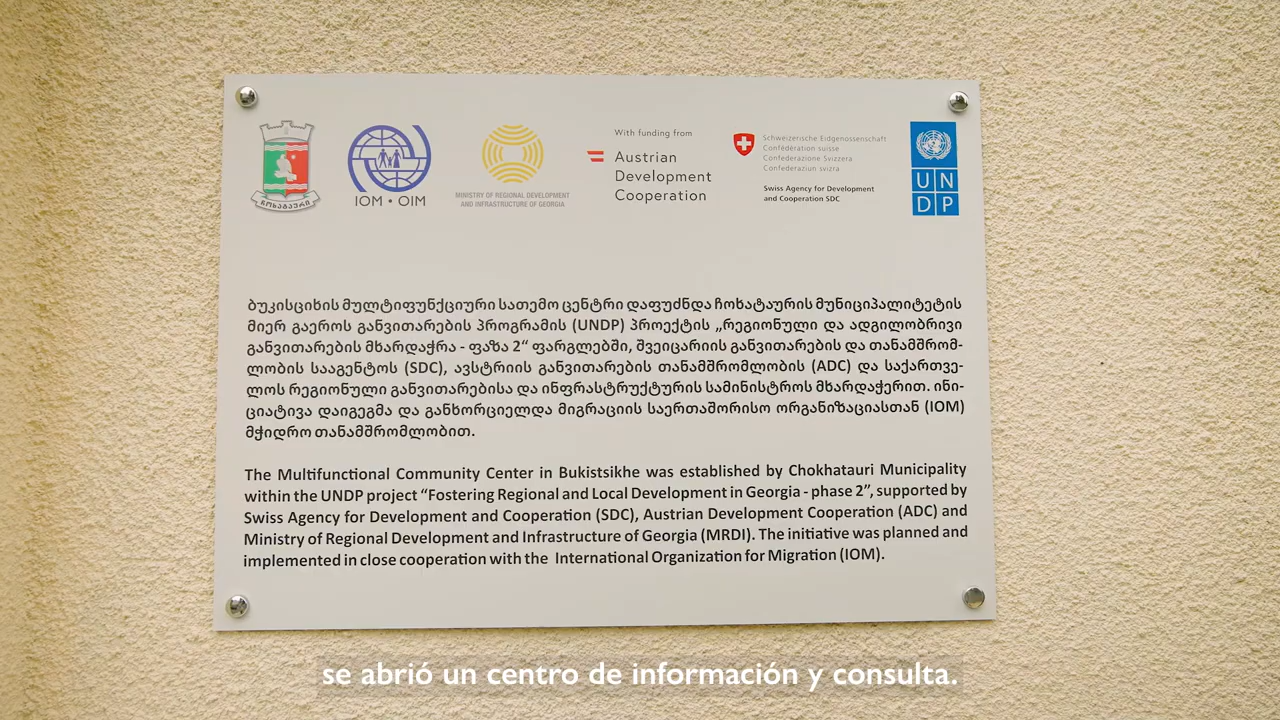 ჩოხატაური
IOM • OIM
MINISTRY OF REGIONAL DEVELOPMENT
AND INFRASTRUCTURE OF GEORGIA
With funding from
Austrian
Development
Cooperation
Schweizerische Eidgenossenschaft
Confédération suisse
Confederazione Svizzera
Confederaziun svizra
Swiss Agency for Development
and Cooperation SDC
UN
DP
ბუკისციხის მულტიფუნქციური სათემო ცენტრი დაფუძნდა ჩოხატაურის მუნიციპალიტეტის
მიერ გაეროს განვითარების პროგრამის (UNDP) პროექტის „რეგიონული და ადგილობრივი
განვითარების მხარდაჭრა - ფაზა 2“ ფარგლებში, შვეიცარიის განვითარების და თანამშრომ-
ლობის სააგენტოს (SDC), ავსტრიის განვითარების თანამშრომლობის (ADC) და საქართვე-
ლოს რეგიონული განვითარებისა და ინფრასტრუქტურის სამინისტროს მხარდაჭერით. ინი-
ციატივა დაიგეგმა და განხორციელდა მიგრაციის საერთაშორისო ორგანიზაციასთან (IOM)
მჭიდრო თანამშრომლობით.
The Multifunctional Community Center in Bukistsikhe was established by Chokhatauri Municipality
within the UNDP project “Fostering Regional and Local Development in Georgia - phase 2”, supported by
Swiss Agency for Development and Cooperation (SDC), Austrian Development Cooperation (ADC) and
Ministry of Regional Development and Infrastructure of Georgia (MRDI). The initiative was planned and
implemented in close cooperation with the International Organization for Migration (IOM).
se abrió un centro de información y consulta.